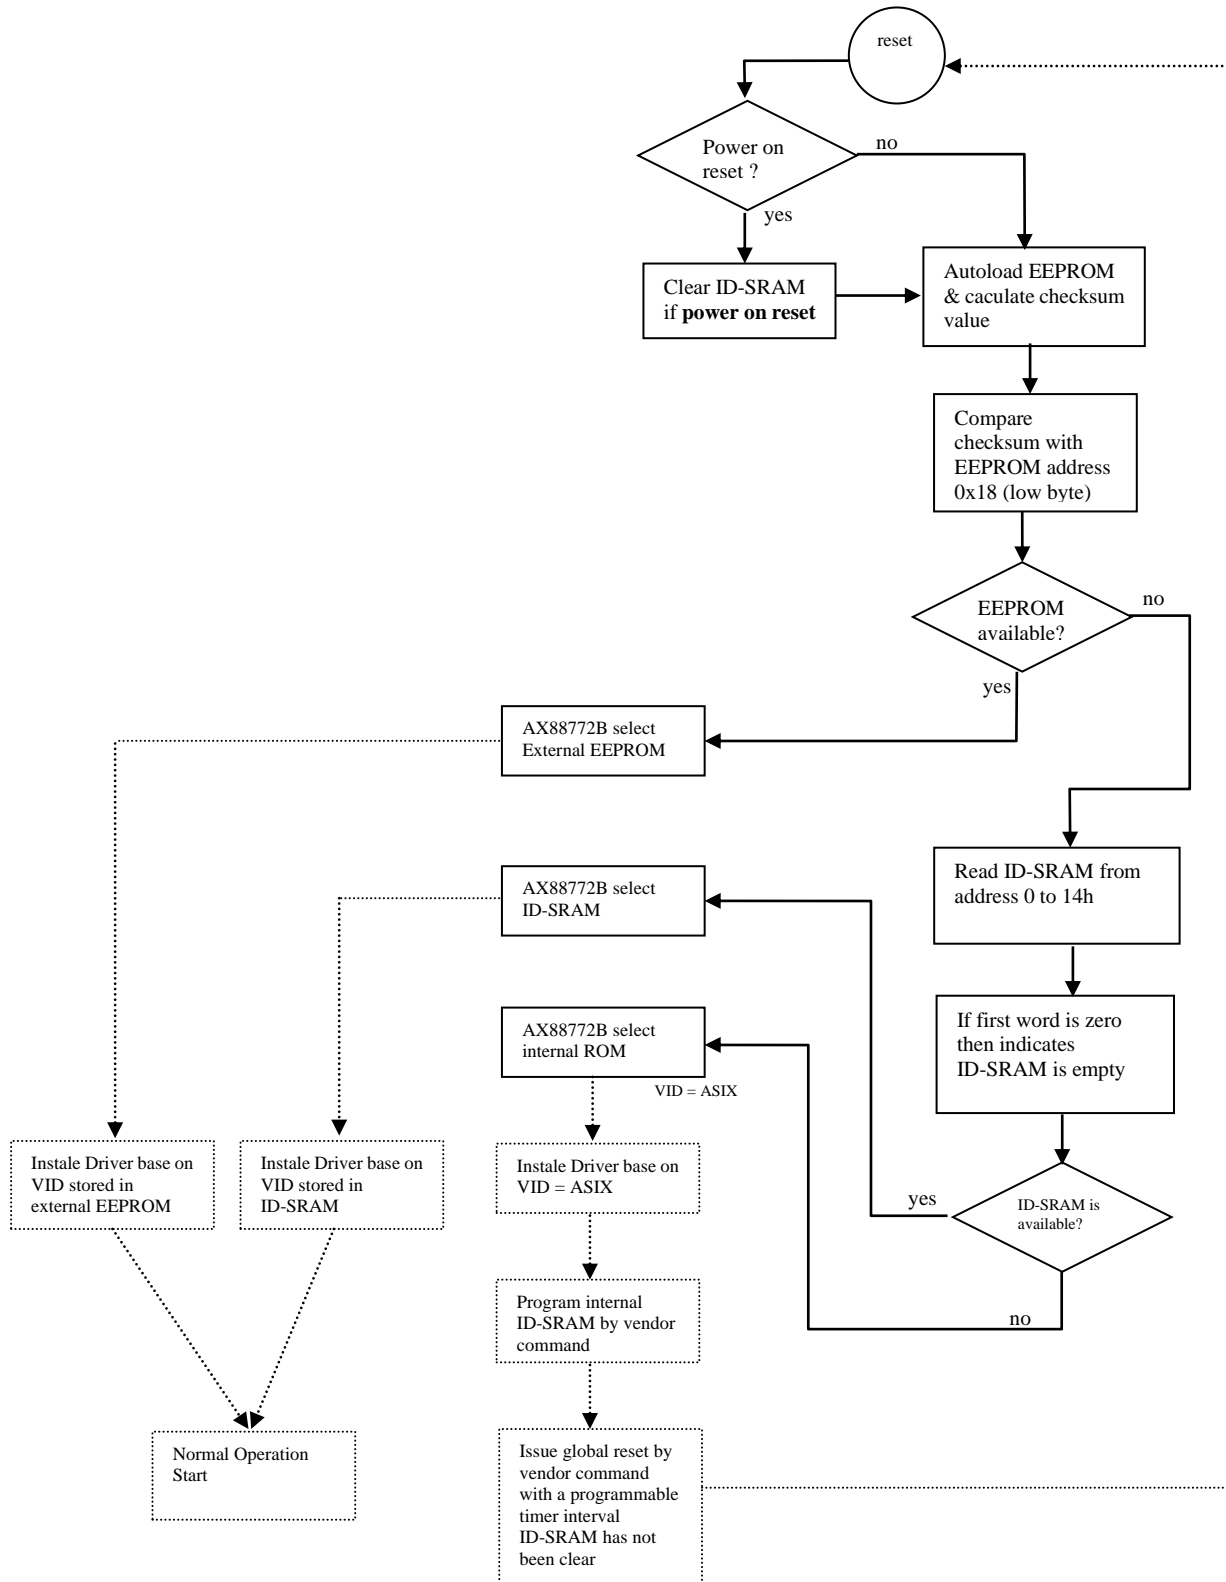 reset
Power on
reset ?
no
yes
Clear ID-SRAM
if power on reset
Autoload EEPROM
& caculate checksum
value
Compare
checksum with
EEPROM address
0x18 (low byte)
EEPROM
available?
no
yes
AX88772B select
External EEPROM
Read ID-SRAM from
address 0 to 14h
AX88772B select
ID-SRAM
If first word is zero
then indicates
ID-SRAM is empty
AX88772B select
internal ROM
VID = ASIX
Instale Driver base on
VID stored in
external EEPROM
Instale Driver base on
VID stored in
ID-SRAM
Instale Driver base on
VID = ASIX
yes
ID-SRAM is
available?
no
Program internal
ID-SRAM by vendor
command
Normal Operation
Start
Issue global reset by
vendor command
with a programmable
timer interval
ID-SRAM has not
been clear